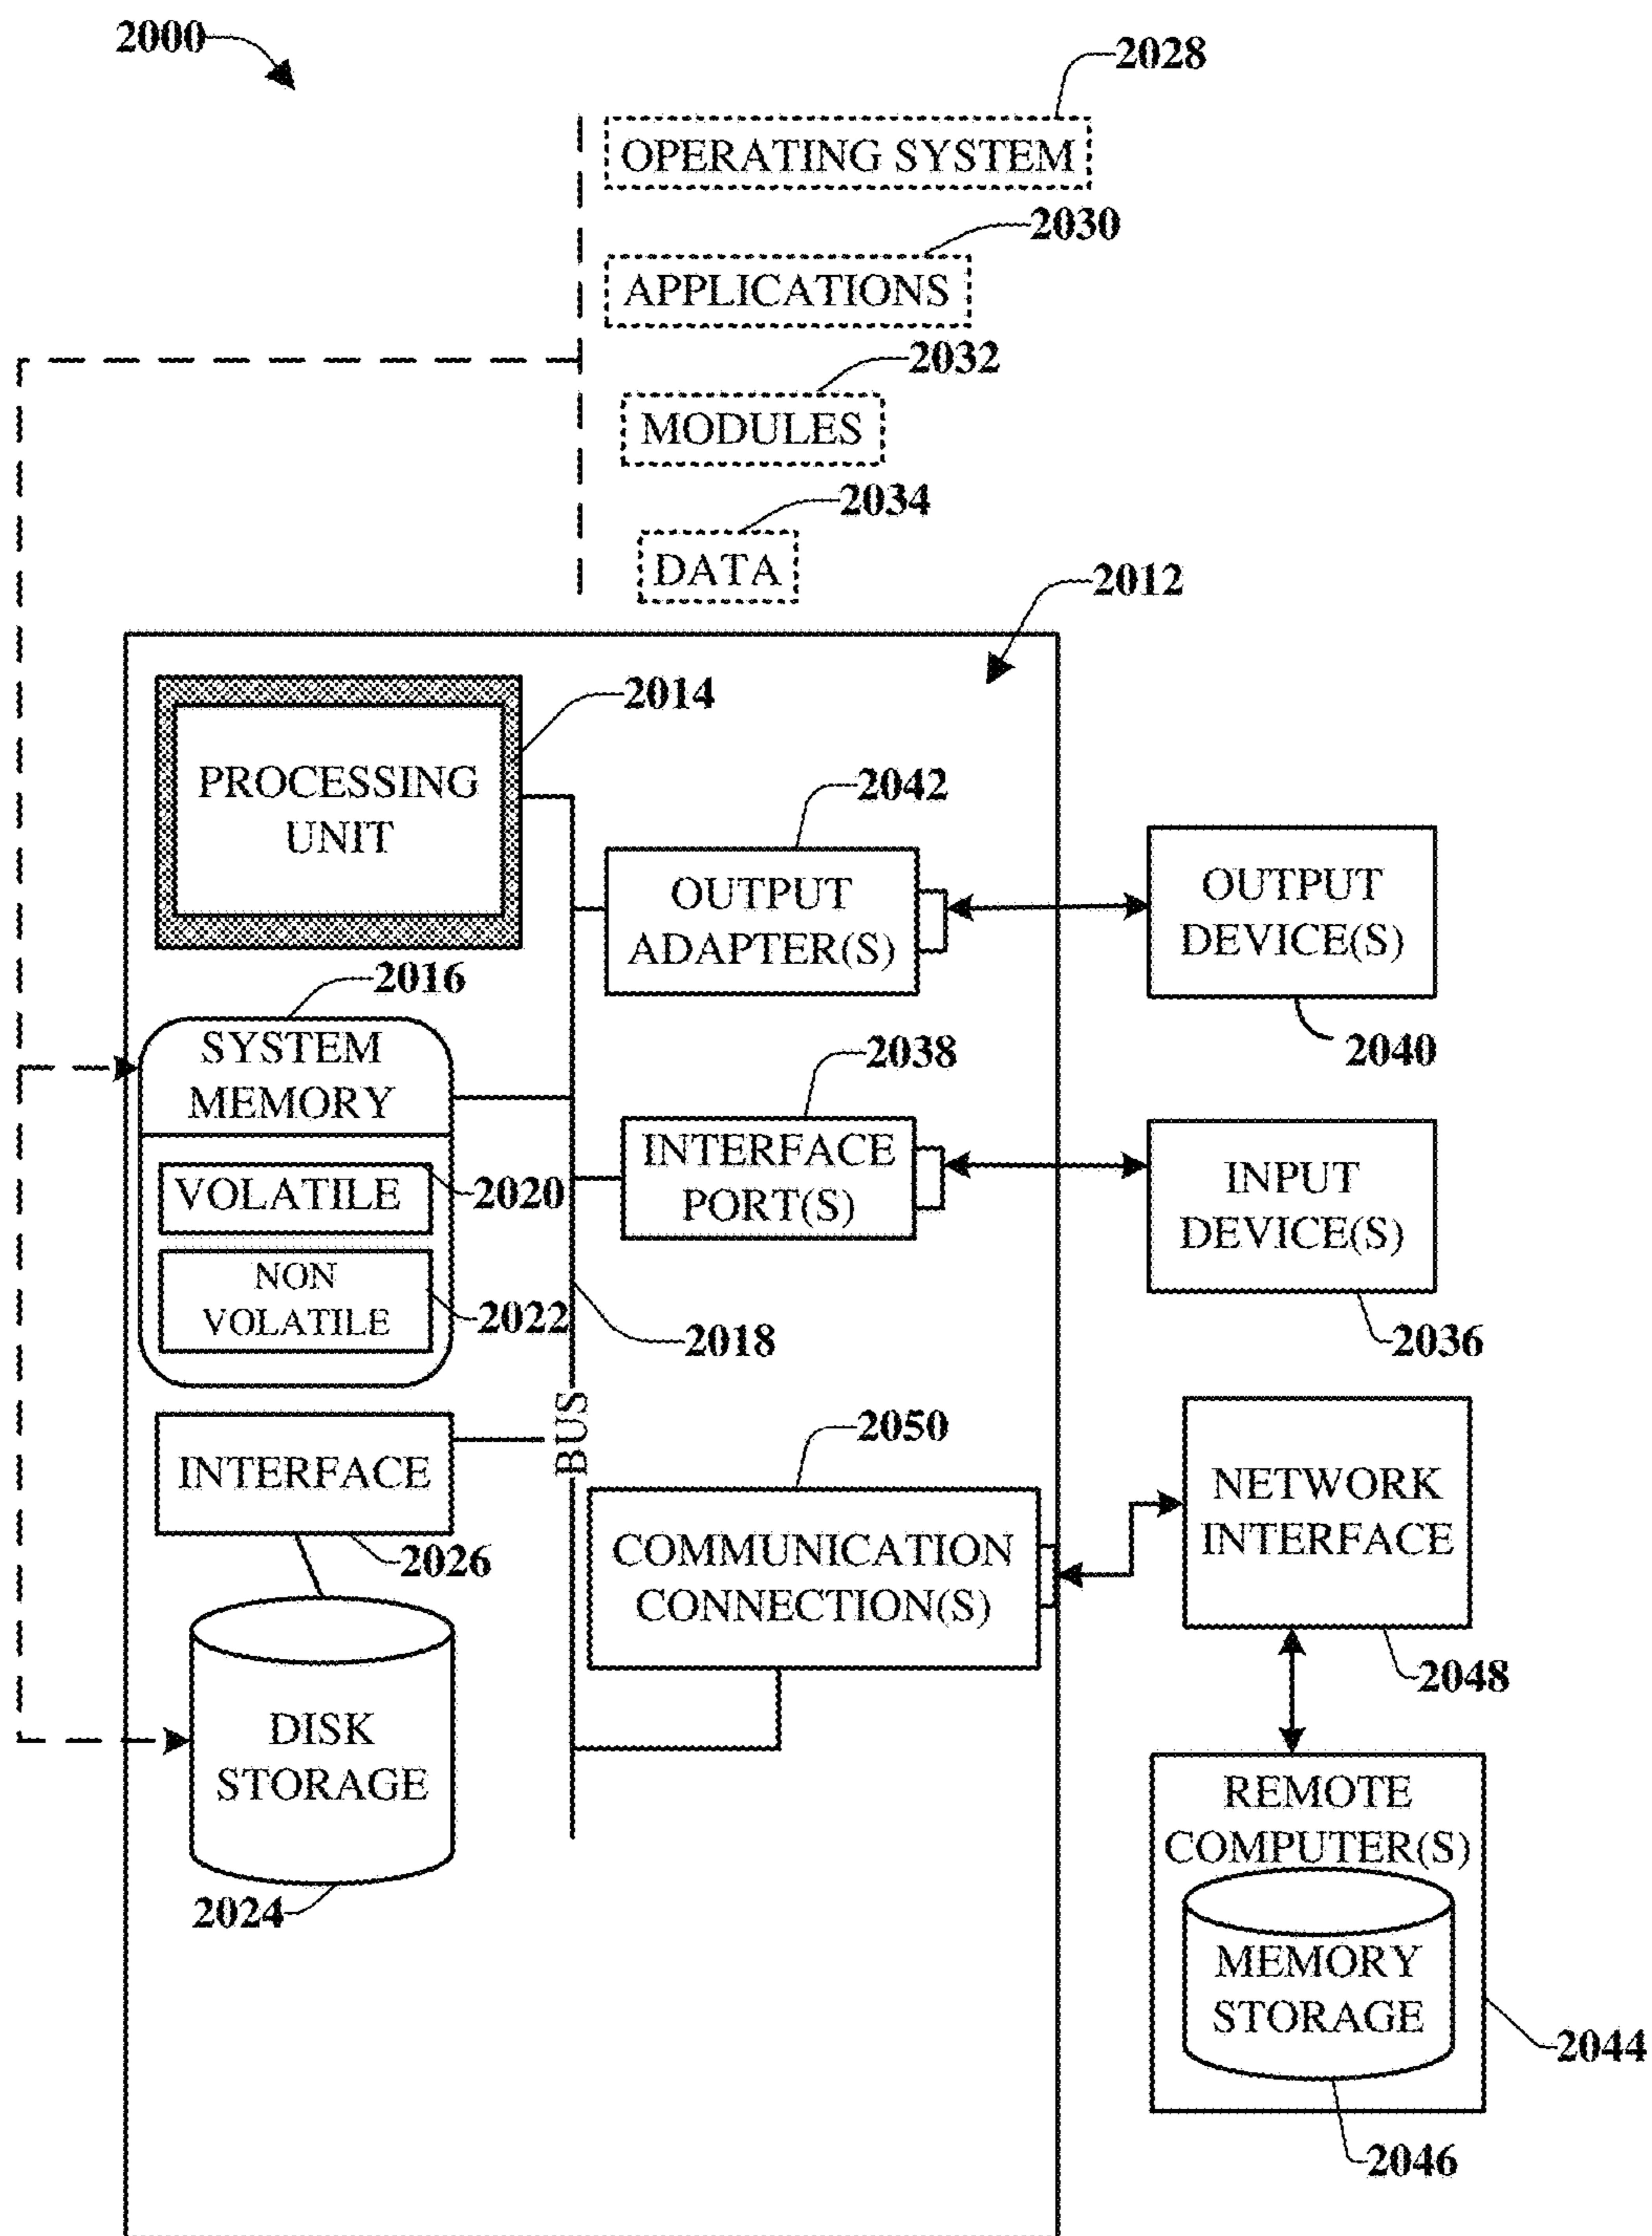 2000
2028
OPERATING SYSTEM
2030
APPLICATIONS
2032
MODULES
2034
DATA
2012
2014
PROCESSING
UNIT
2042
OUTPUT
ADAPTER(S)
OUTPUT
DEVICE(S)
2040
2016
SYSTEM
MEMORY
VOLATILE
2020
NON
VOLATILE
2022
2038
INTERFACE
PORT(S)
INPUT
DEVICE(S)
2036
2018
BUS
INTERFACE
2026
2050
COMMUNICATION
CONNECTION(S)
NETWORK
INTERFACE
2048
DISK
STORAGE
2024
REMOTE
COMPUTER(S)
MEMORY
STORAGE
2044
2046